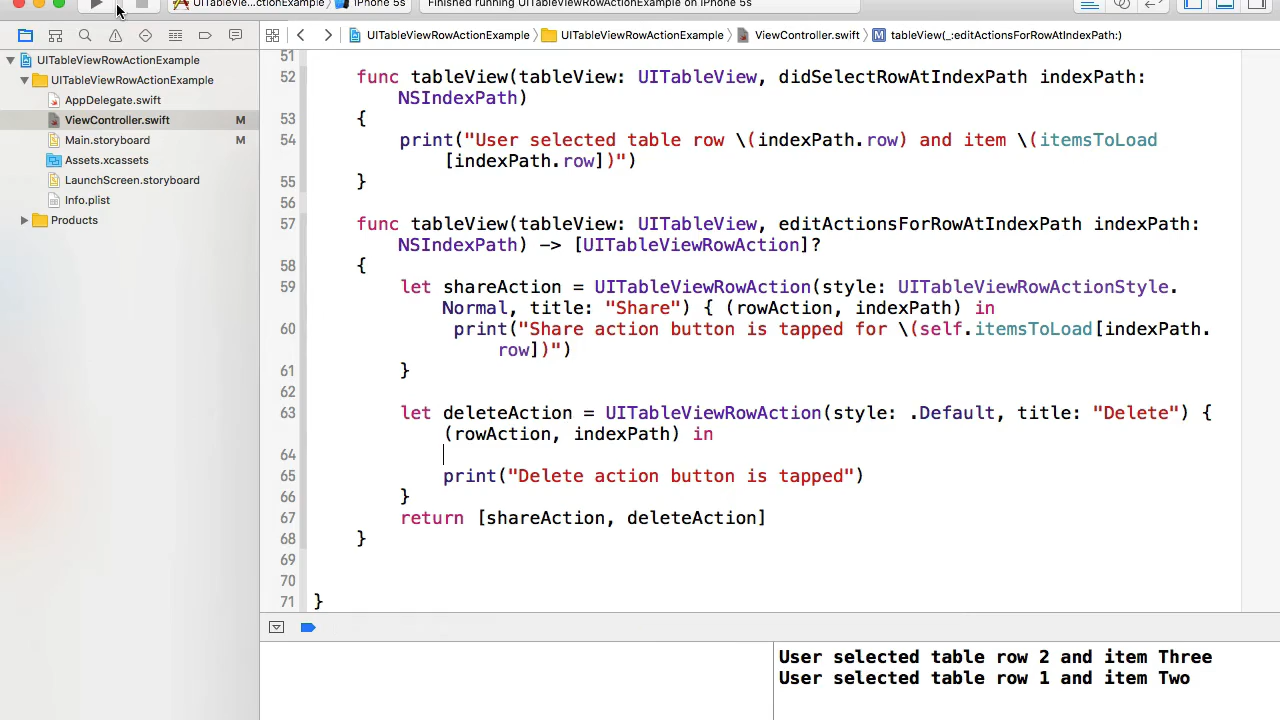 UITableVie...ctionExample
iPhone 5s
Finished running UITableViewRowActionExample on iPhone 5s
UITableViewRowActionExample
UITableViewRowActionExample
ViewController.swift
tableView(_:editActionsForRowAtIndexPath:)
UITableViewRowActionExample
UITableViewRowActionExample
AppDelegate.swift
ViewController.swift M
Main.storyboard M
Assets.xcassets
LaunchScreen.storyboard
Info.plist
Products
51
52 func tableView(tableView: UITableView, didSelectRowAtIndexPath indexPath:
NSIndexPath)
53 {
54 print("User selected table row \(indexPath.row) and item \(itemsToLoad
[indexPath.row])")
55 }
56
57 func tableView(tableView: UITableView, editActionsForRowAtIndexPath indexPath:
NSIndexPath) -> [UITableViewRowAction]?
58 {
59 let shareAction = UITableViewRowAction(style: UITableViewRowActionStyle.
Normal, title: "Share") { (rowAction, indexPath) in
60 print("Share action button is tapped for \(self.itemsToLoad[indexPath.
row])")
61 }
62
63 let deleteAction = UITableViewRowAction(style: .Default, title: "Delete") {
(rowAction, indexPath) in
64
65 print("Delete action button is tapped")
66 }
67 return [shareAction, deleteAction]
68 }
69
70
71 }
User selected table row 2 and item Three
User selected table row 1 and item Two